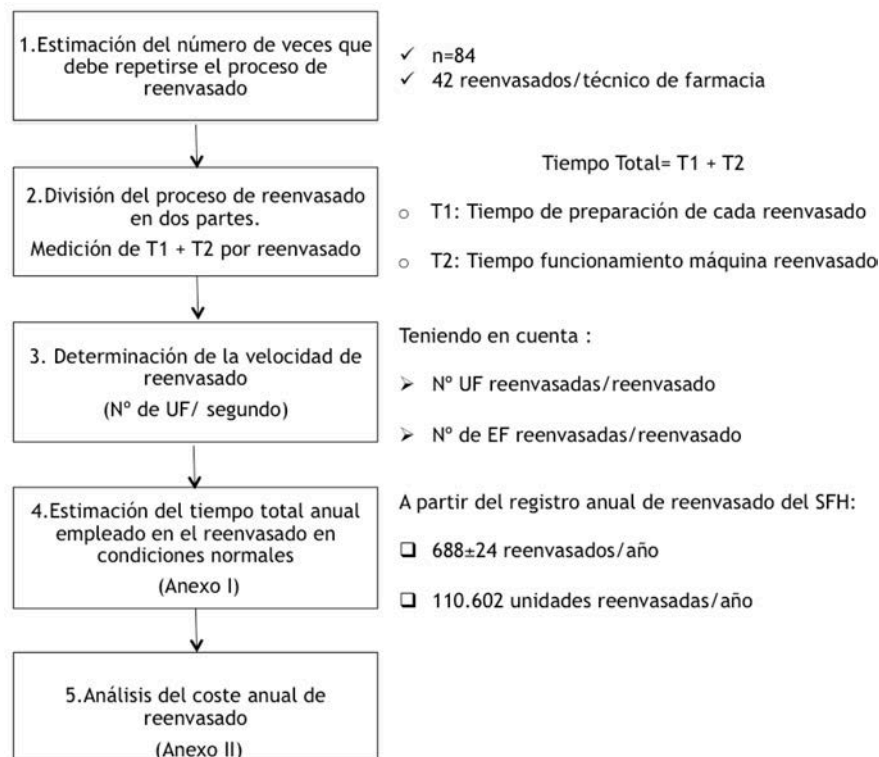 1.Estimación del número de veces que
debe repetirse el proceso de
reenvasado
✓ n=84
✓ 42 reenvasados/técnico de farmacia
2.División del proceso de reenvasado
en dos partes.
Medición de T1 + T2 por reenvasado
Tiempo Total= T1 + T2
○ T1: Tiempo de preparación de cada reenvasado
○ T2: Tiempo funcionamiento máquina reenvasado
3. Determinación de la velocidad de
reenvasado
(Nº de UF/ segundo)
Teniendo en cuenta :
➢ Nº UF reenvasadas/reenvasado
➢ Nº de EF reenvasadas/reenvasado
4.Estimación del tiempo total anual
empleado en el reenvasado en
condiciones normales
(Anexo I)
A partir del registro anual de reenvasado del SFH:
❑ 688±24 reenvasados/año
❑ 110.602 unidades reenvasadas/año
5.Análisis del coste anual de
reenvasado
(Anexo II)